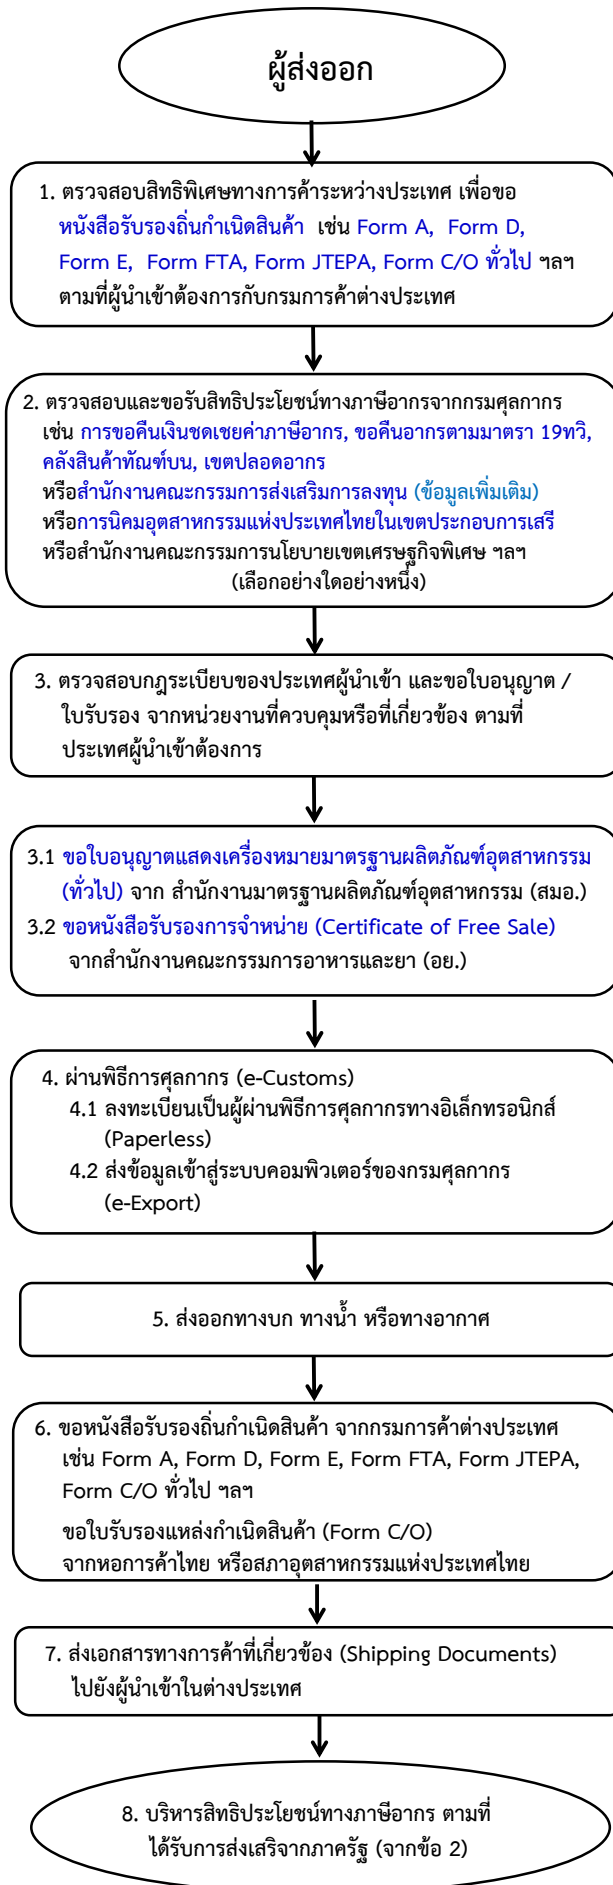 ผู้ส่งออก
1. ตรวจสอบสิทธิพิเศษทางการค้าระหว่างประเทศ เพื่อขอ
หนังสือรับรองถิ่นกำเนิดสินค้า เช่น Form A, Form D,
Form E, Form FTA, Form JTEPA, Form C/O ทั่วไป ฯลฯ
ตามที่ผู้นำเข้าต้องการกับกรมการค้าต่างประเทศ
2. ตรวจสอบและขอรับสิทธิประโยชน์ทางภาษีอากรจากกรมศุลกากร
เช่น การขอคืนเงินชดเชยค่าภาษีอากร, ขอคืนอากรตามมาตรา 19ทวิ,
คลังสินค้าทัณฑ์บน, เขตปลอดอากร
หรือสำนักงานคณะกรรมการส่งเสริมการลงทุน (ข้อมูลเพิ่มเติม)
หรือการนิคมอุตสาหกรรมแห่งประเทศไทยในเขตประกอบการเสรี
หรือสำนักงานคณะกรรมการนโยบายเขตเศรษฐกิจพิเศษ ฯลฯ
(เลือกอย่างใดอย่างหนึ่ง)
3. ตรวจสอบกฎระเบียบของประเทศผู้นำเข้า และขอใบอนุญาต /
ใบรับรอง จากหน่วยงานที่ควบคุมหรือที่เกี่ยวข้อง ตามที่
ประเทศผู้นำเข้าต้องการ
3.1 ขอใบอนุญาตแสดงเครื่องหมายมาตรฐานผลิตภัณฑ์อุตสาหกรรม
(ทั่วไป) จาก สำนักงานมาตรฐานผลิตภัณฑ์อุตสาหกรรม (สมอ.)
3.2 ขอหนังสือรับรองการจำหน่าย (Certificate of Free Sale)
จากสำนักงานคณะกรรมการอาหารและยา (อย.)
4. ผ่านพิธีการศุลกากร (e-Customs)
4.1 ลงทะเบียนเป็นผู้ผ่านพิธีการศุลกากรทางอิเล็กทรอนิกส์
(Paperless)
4.2 ส่งข้อมูลเข้าสู่ระบบคอมพิวเตอร์ของกรมศุลกากร
(e-Export)
5. ส่งออกทางบก ทางน้ำ หรือทางอากาศ
6. ขอหนังสือรับรองถิ่นกำเนิดสินค้า จากกรมการค้าต่างประเทศ
เช่น Form A, Form D, Form E, Form FTA, Form JTEPA,
Form C/O ทั่วไป ฯลฯ
ขอใบรับรองแหล่งกำเนิดสินค้า (Form C/O)
จากหอการค้าไทย หรือสภาอุตสาหกรรมแห่งประเทศไทย
7. ส่งเอกสารทางการค้าที่เกี่ยวข้อง (Shipping Documents)
ไปยังผู้นำเข้าในต่างประเทศ
8. บริหารสิทธิประโยชน์ทางภาษีอากร ตามที่
ได้รับการส่งเสริจากภาครัฐ (จากข้อ 2)